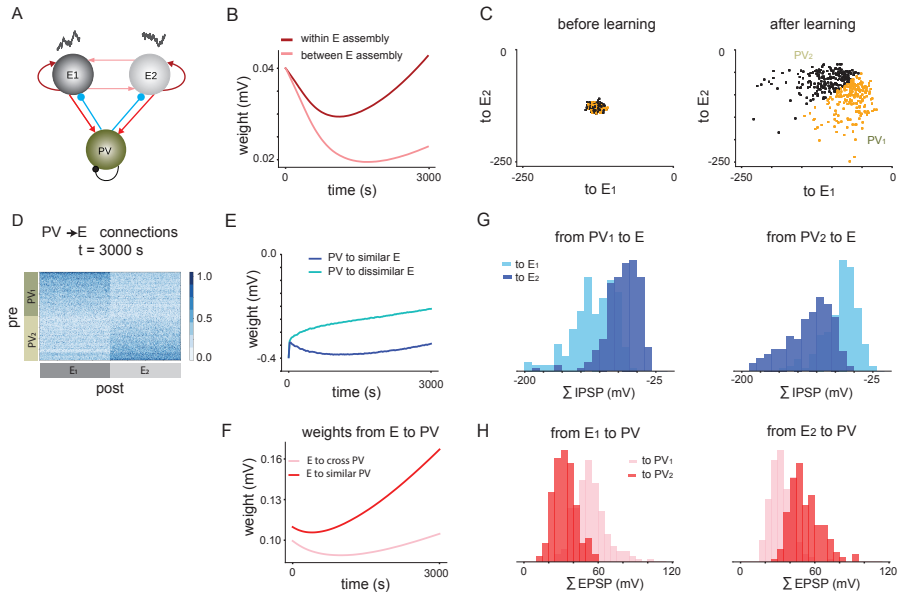 A
E1
E2
PV
B
within E assembly
between E assembly
0.04
0.02
weight (mV)
0
3000
time (s)
C
before learning
after learning
0
-250
to E₂
-250
0
to E₁
0
-250
to E₂
PV₂
PV₁
-250
0
to E₁
D
PV → E connections
t = 3000 s
pre
PV₁
PV₂
1.0
0.5
0.0
E₁
E₂
post
E
0.0
-0.4
weight (mV)
PV to similar E
PV to dissimilar E
0
3000
time (s)
F
weights from E to PV
0.16
0.13
0.10
weight (mV)
E to cross PV
E to similar PV
0
3000
time (s)
G
from PV₁ to E
from PV₂ to E
to E₁
to E₂
-200
-25
∑ IPSP (mV)
-200
-25
∑ IPSP (mV)
H
from E₁ to PV
from E₂ to PV
to PV₁
to PV₂
0
60
120
∑ EPSP (mV)
0
60
120
∑ EPSP (mV)